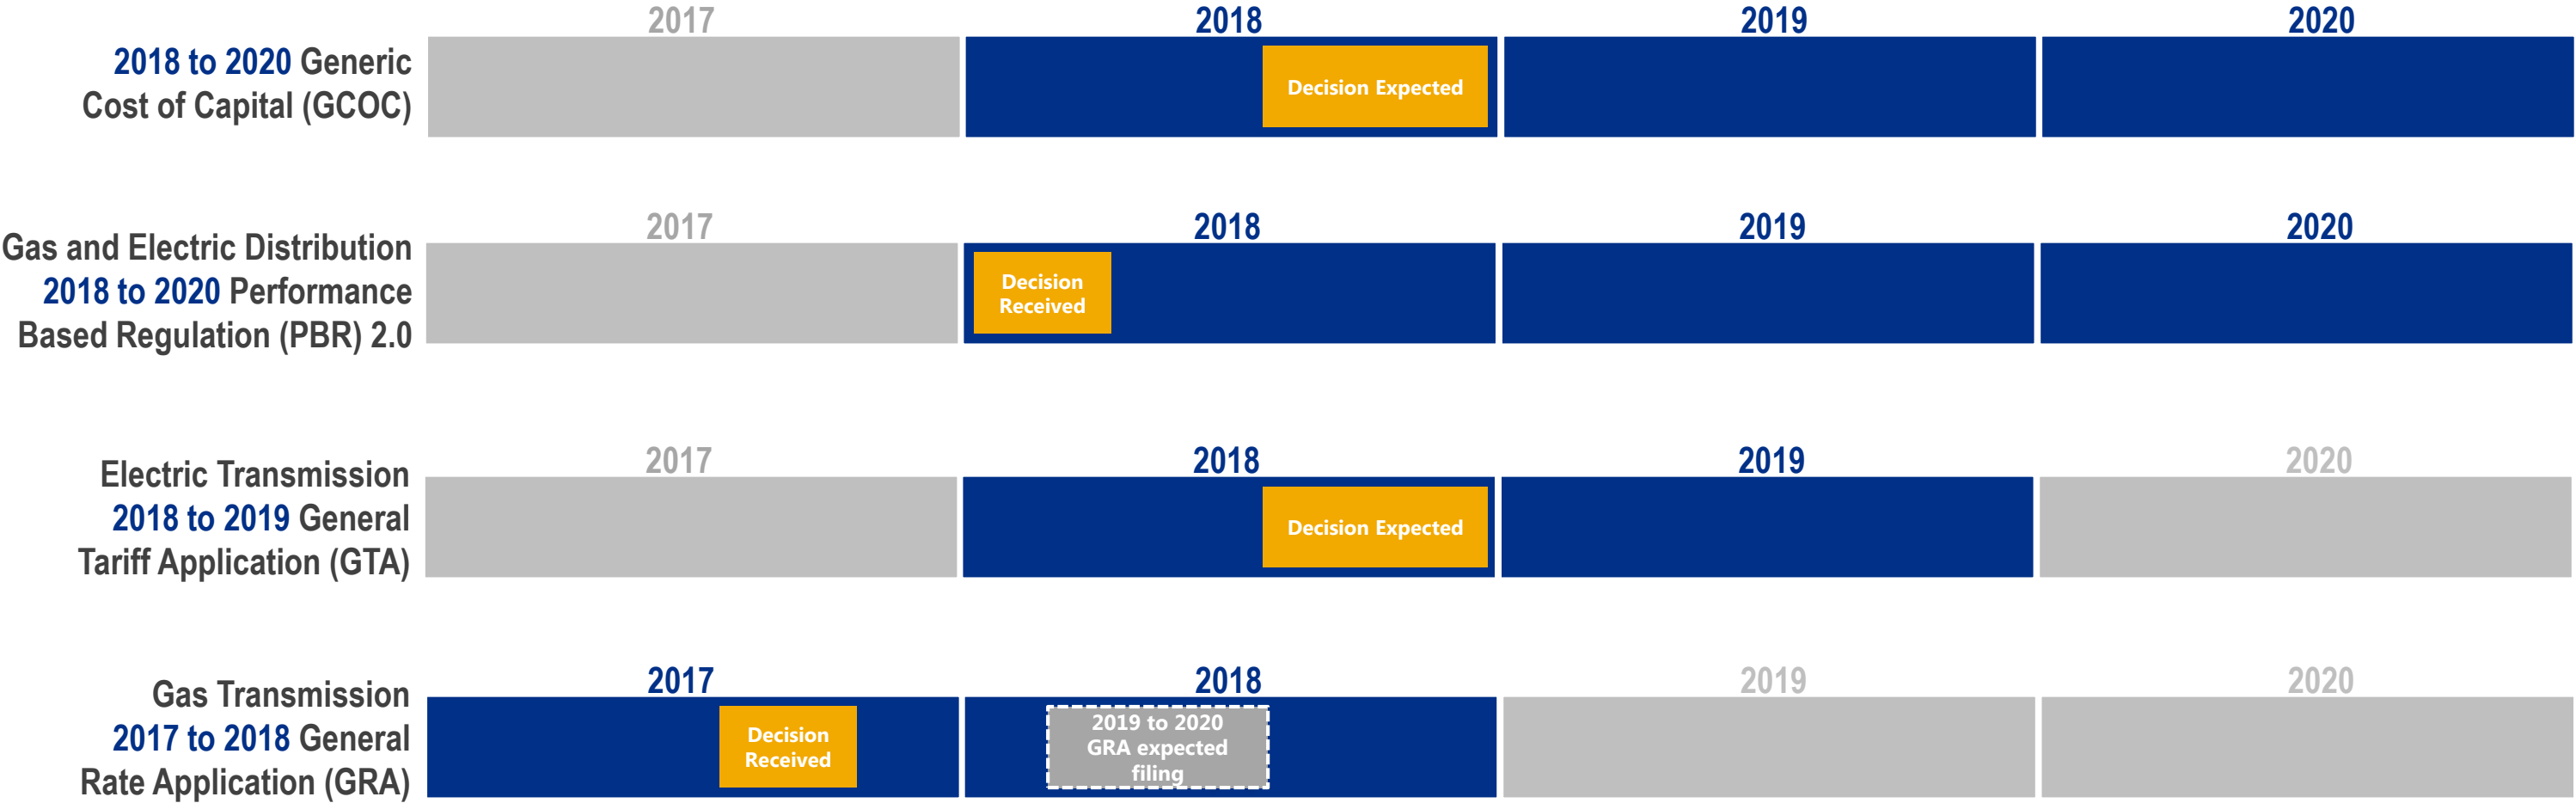 2017 2018 2019 2020
2018 to 2020 Generic
Cost of Capital (GCOC)
Decision Expected
2017 2018 2019 2020
Gas and Electric Distribution
2018 to 2020 Performance
Based Regulation (PBR) 2.0
Decision
Received
2017 2018 2019 2020
Electric Transmission
2018 to 2019 General
Tariff Application (GTA)
Decision Expected
2017 2018 2019 2020
Gas Transmission
2017 to 2018 General
Rate Application (GRA)
Decision
Received
2019 to 2020
GRA expected
filing